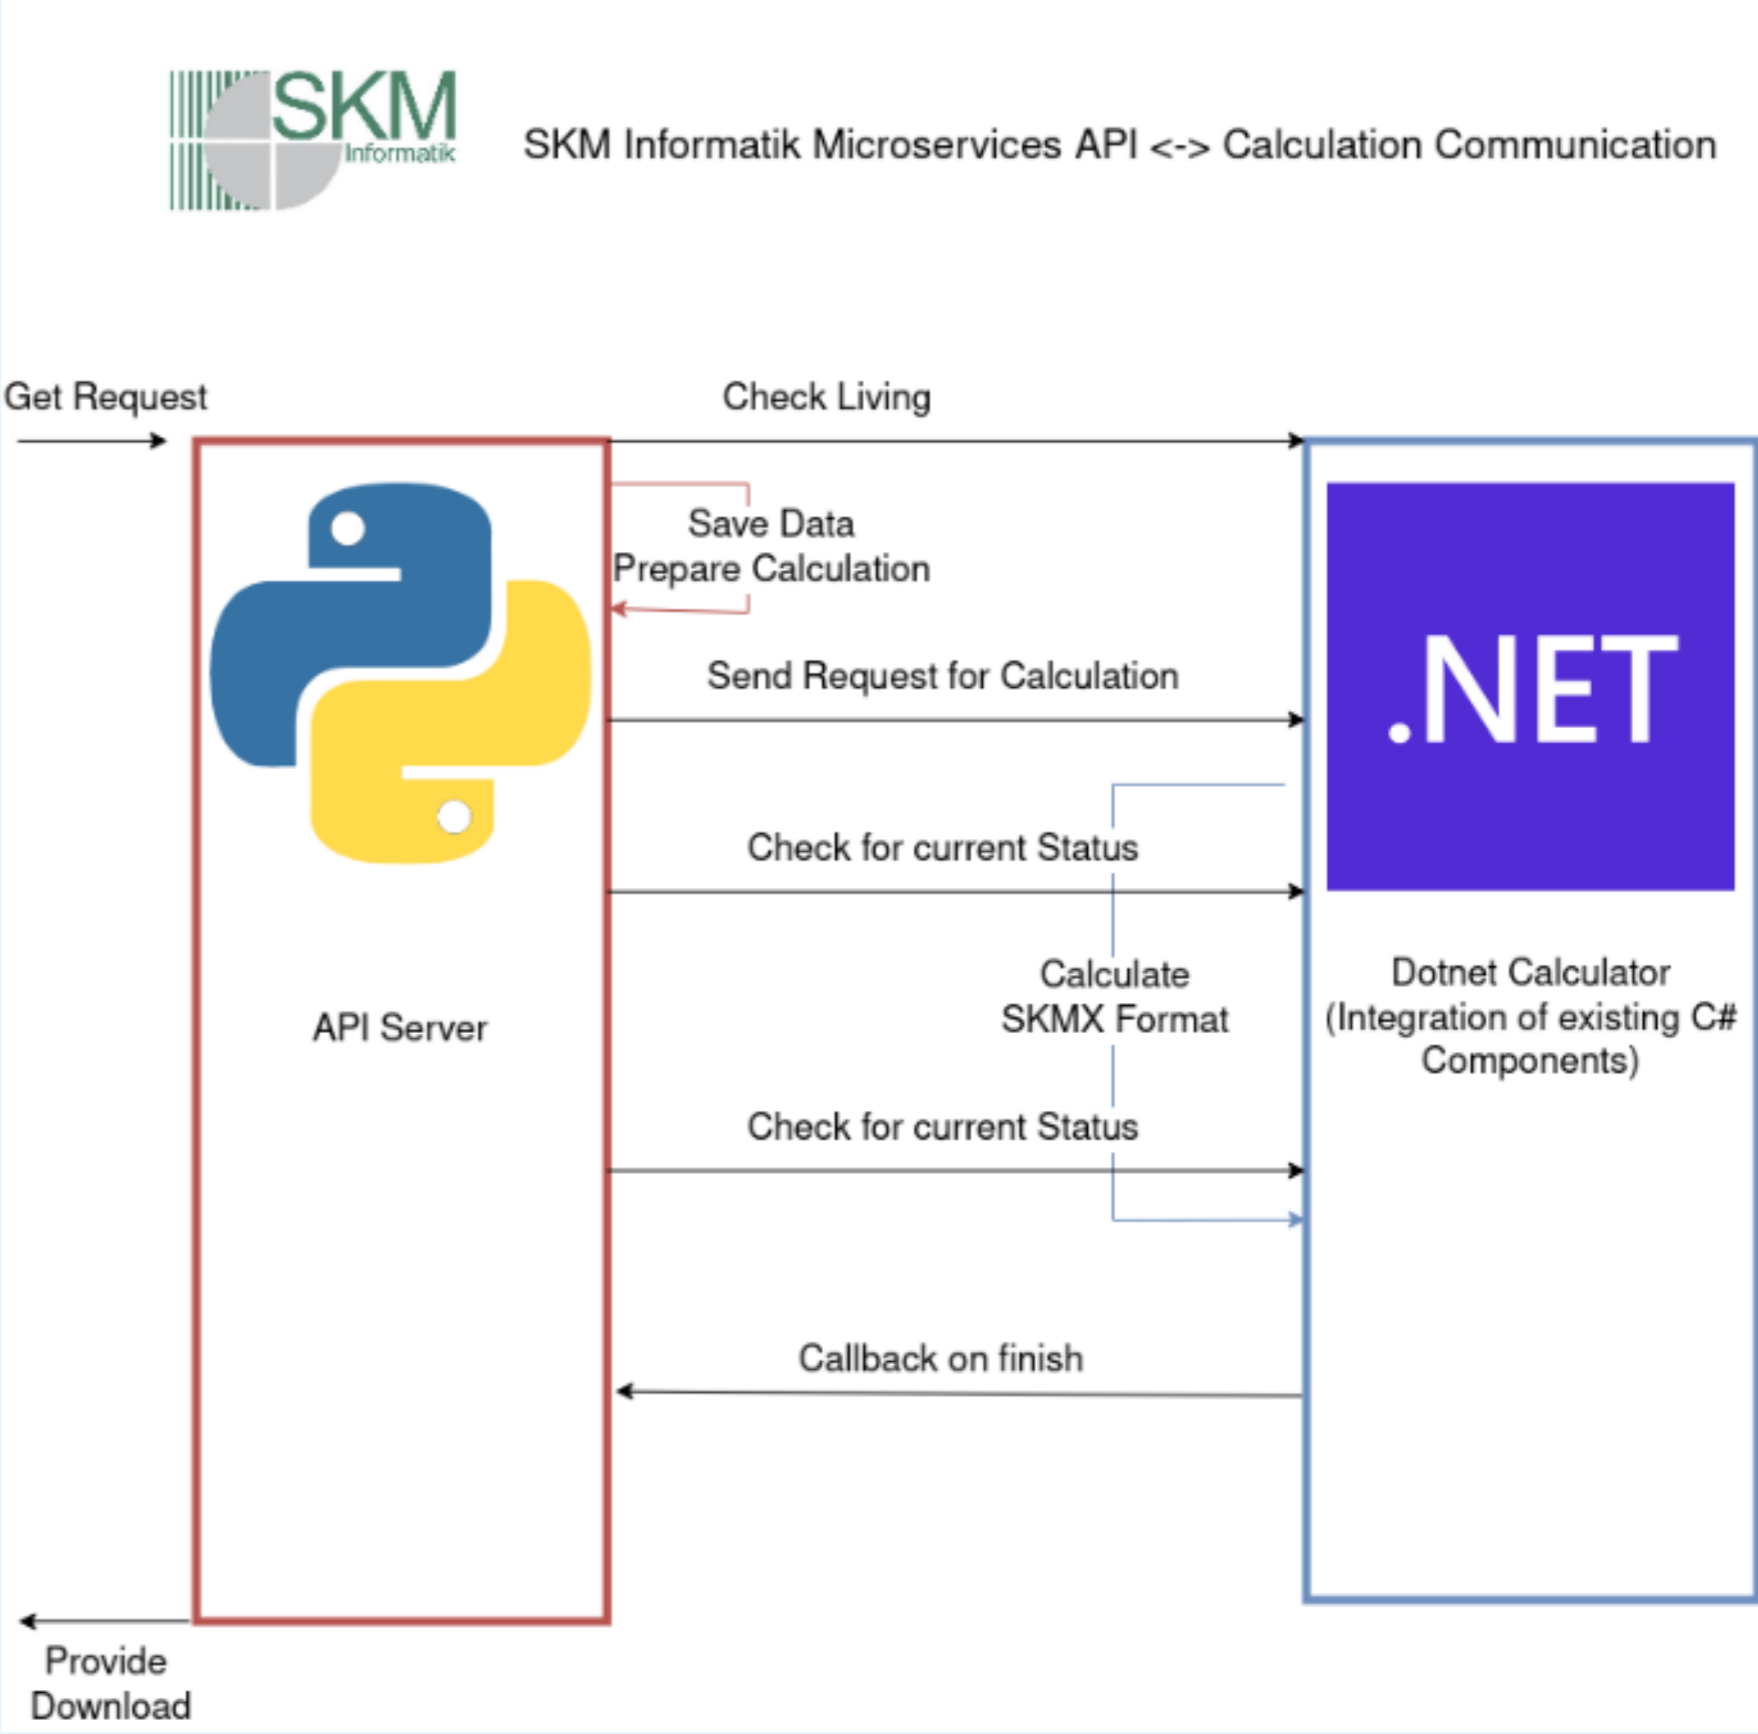 SKM
Informatik
SKM Informatik Microservices API <-> Calculation Communication
Get Request
Check Living
Save Data
Prepare Calculation
Send Request for Calculation
.NET
Check for current Status
Calculate
SKMX Format
Dotnet Calculator
(Integration of existing C#
Components)
API Server
Check for current Status
Callback on finish
Provide
Download